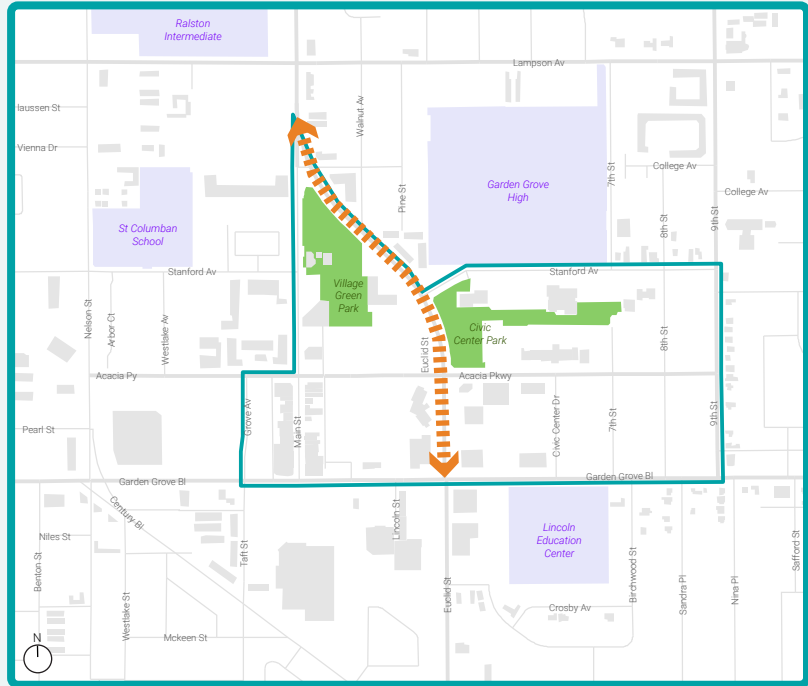 Ralston
Intermediate
Lampson Av
Walnut Av
laussen St
Vienna Dr
College Av
7th St
College Av
Garden Grove
High
Pine St
8th St
9th St
St Columban
School
Stanford Av
Stanford Av
Village
Green
Park
Nelson St
Arbor Ct
Westlake Av
Civic
Center Park
Euclid St
8th St
Acacia Py
Acacia Pkwy
Grove Av
Main St
Civic Center Dr
7th St
9th St
Pearl St
Garden Grove Bl
Garden Grove Bl
Century Bl
Lincoln St
Niles St
Lincoln
Education
Center
Taft St
Benton St
Westlake St
Euclid St
Birchwood St
Sandra Pl
Nina Pl
Safford St
Crosby Av
Mckeen St
N